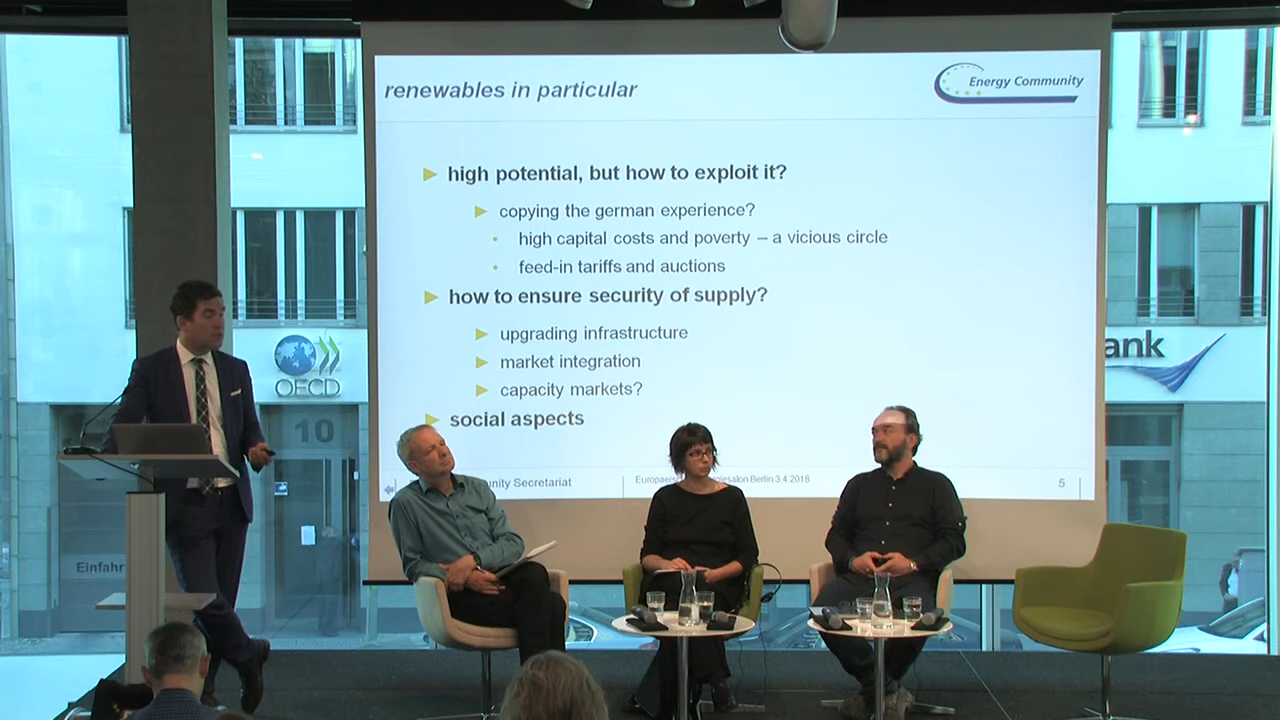 renewables in particular
Energy Community
high potential, but how to exploit it?
copying the german experience?
high capital costs and poverty – a vicious circle
feed-in tariffs and auctions
how to ensure security of supply?
upgrading infrastructure
market integration
capacity markets?
social aspects
unity Secretariat
Berlin 3.4.2018
5
OECD
10
Einfahr
ank